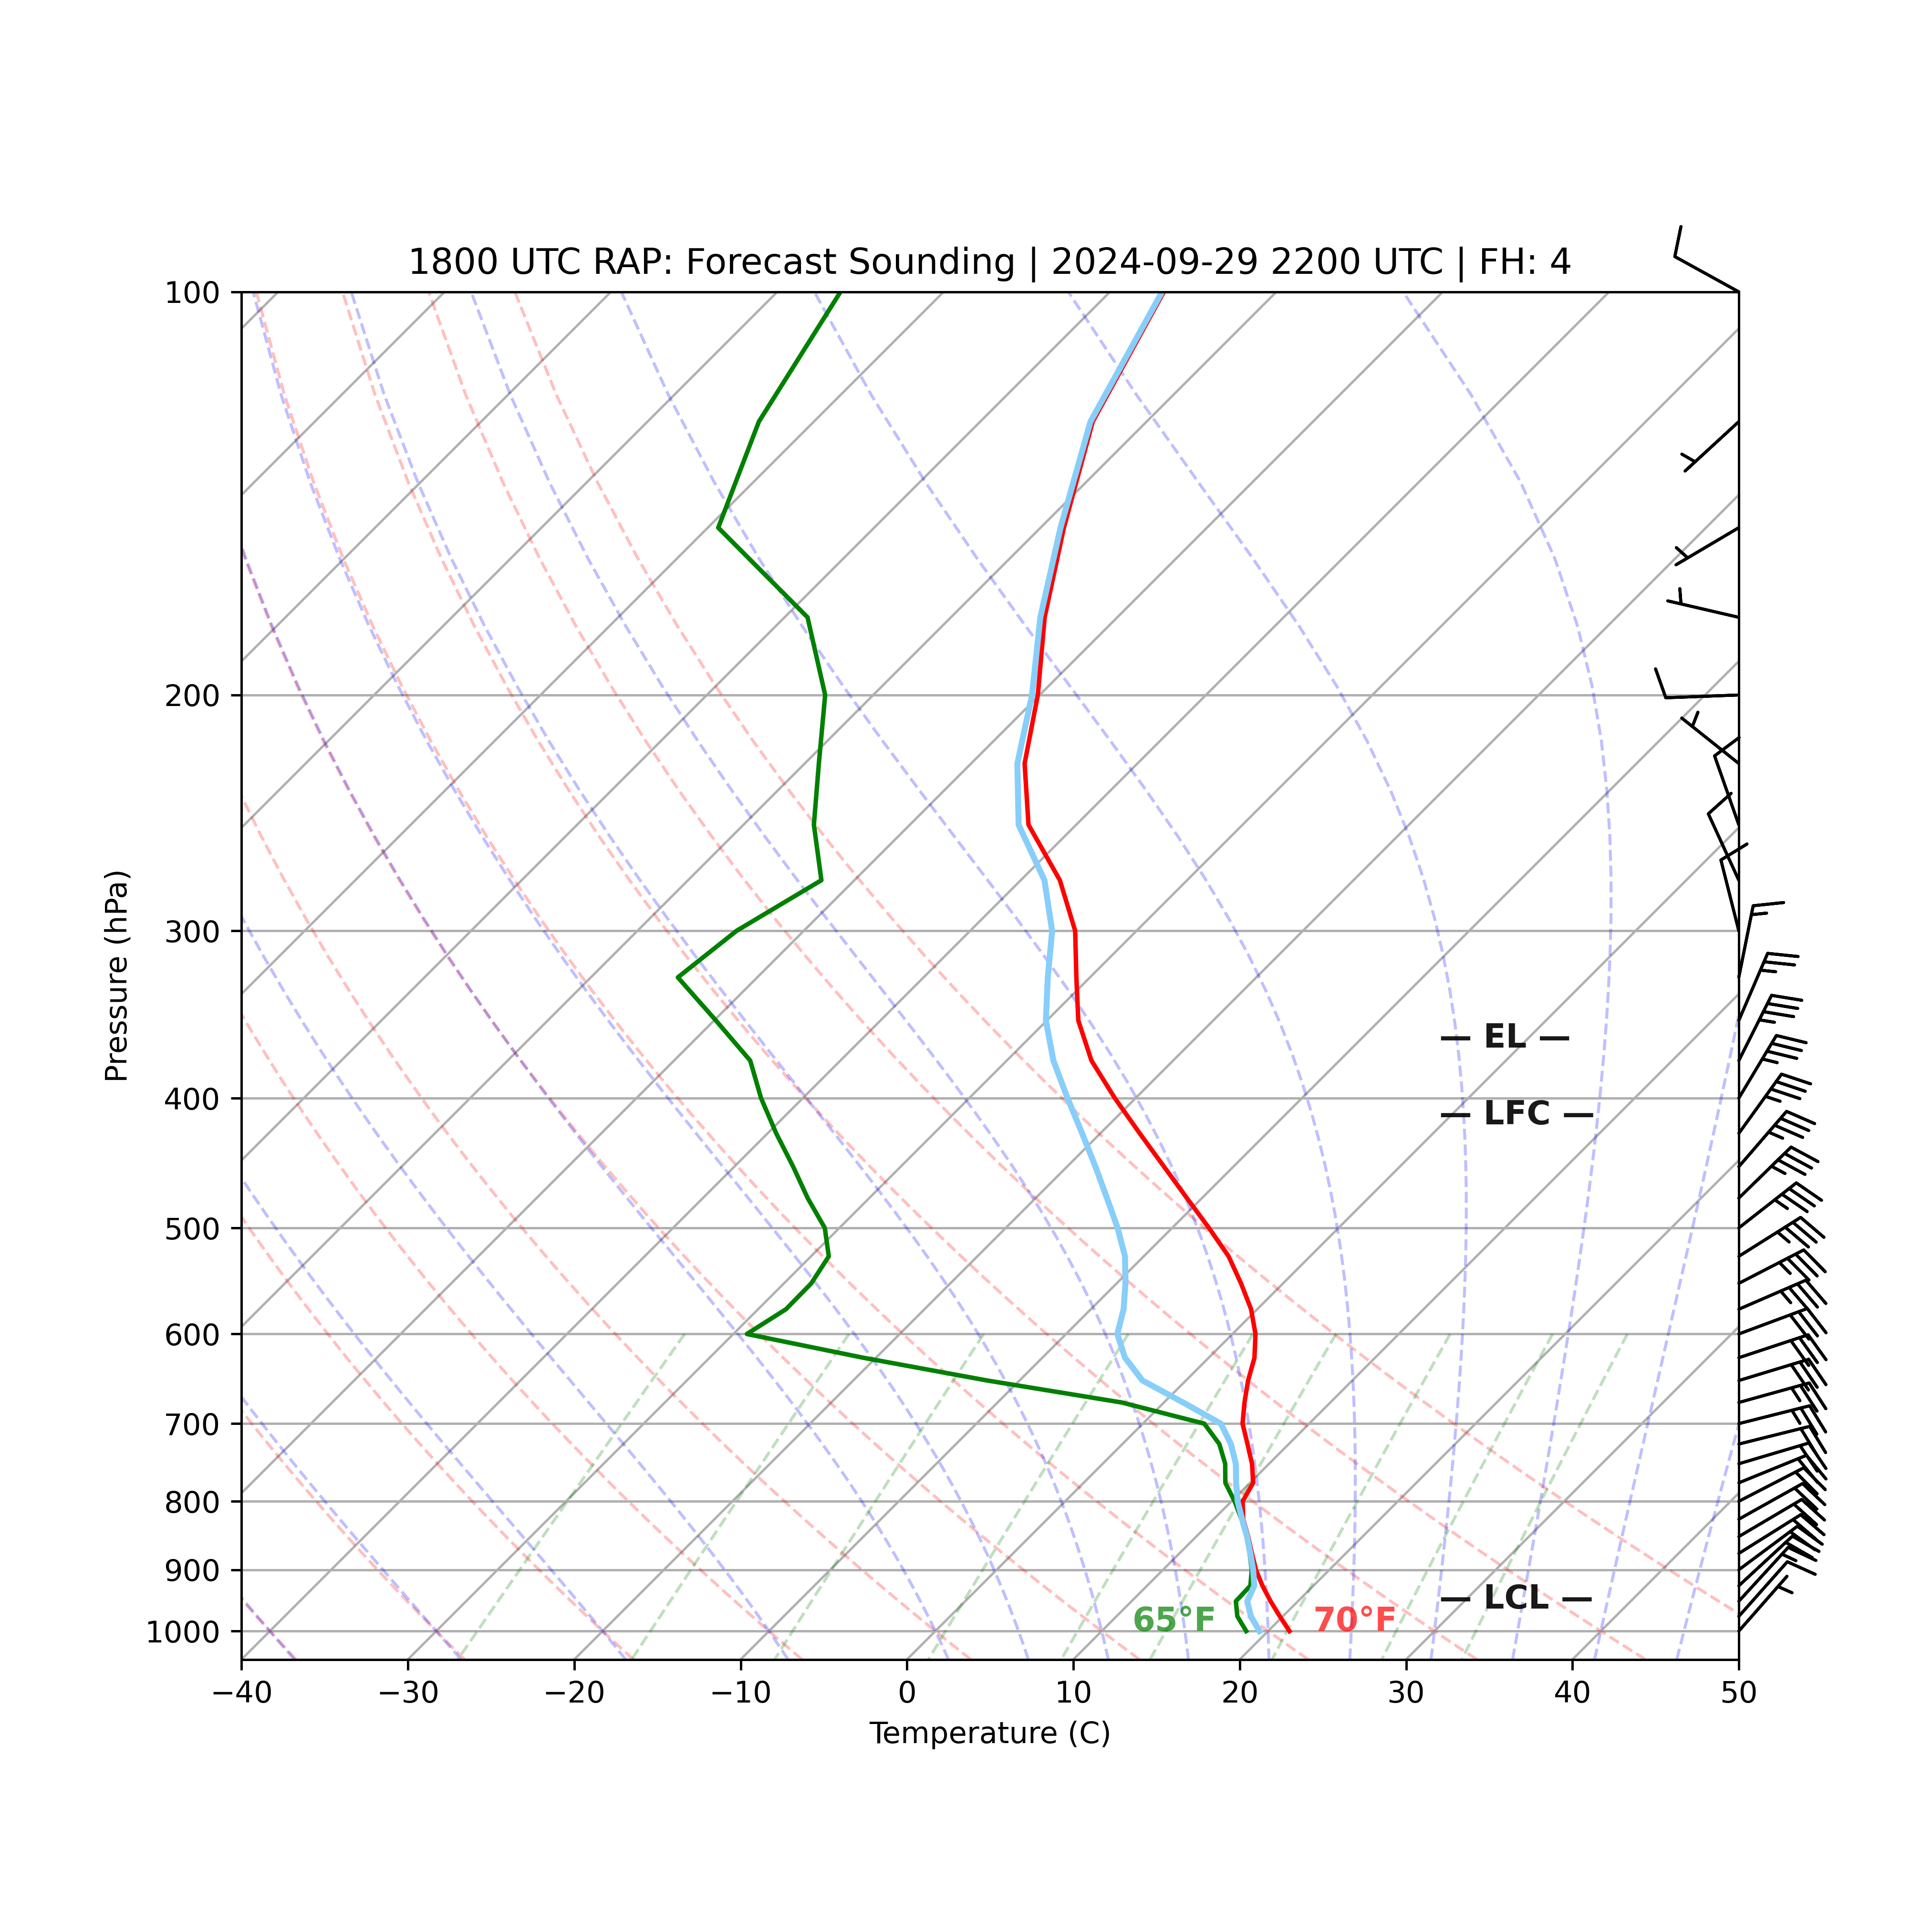 1800 UTC RAP: Forecast Sounding | 2024-09-29 2200 UTC | FH: 4
100
200
300
400
500
600
700
800
900
1000
Pressure (hPa)
— EL —
— LFC —
— LCL —
65°F
70°F
−40
−30
−20
−10
0
10
20
30
40
50
Temperature (C)